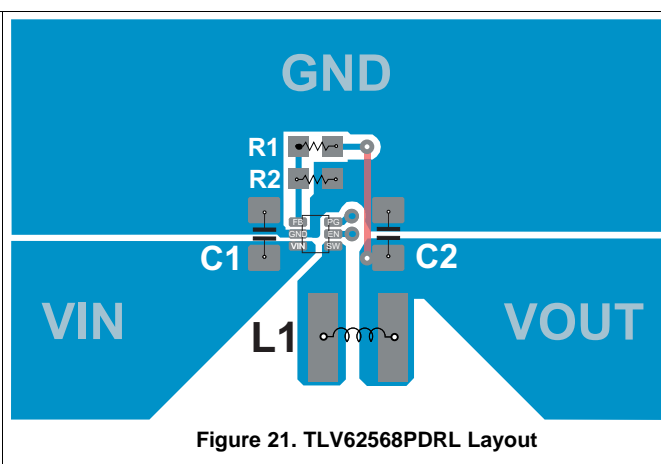 GND
R1
R2
FB PG
GND EN
VIN SW
C1 C2
VIN VOUT
L1
Figure 21. TLV62568PDRL Layout